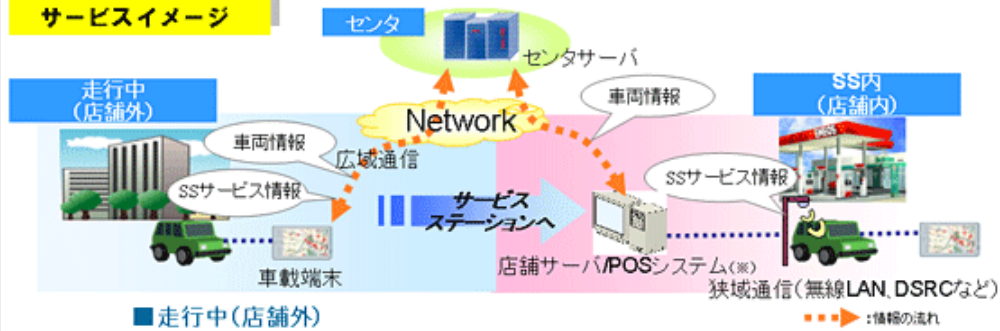 サービスイメージ
センタ
センタサーバ
走行中
(店舗外)
SS内
(店舗内)
車両情報
Network
車両情報
広域通信
SSサービス情報
SSサービス情報
サービス
ステーションへ
車載端末
店舗サーバ/POSシステム(※)
狭域通信(無線LAN、DSRCなど)
:情報の流れ
■走行中(店舗外)